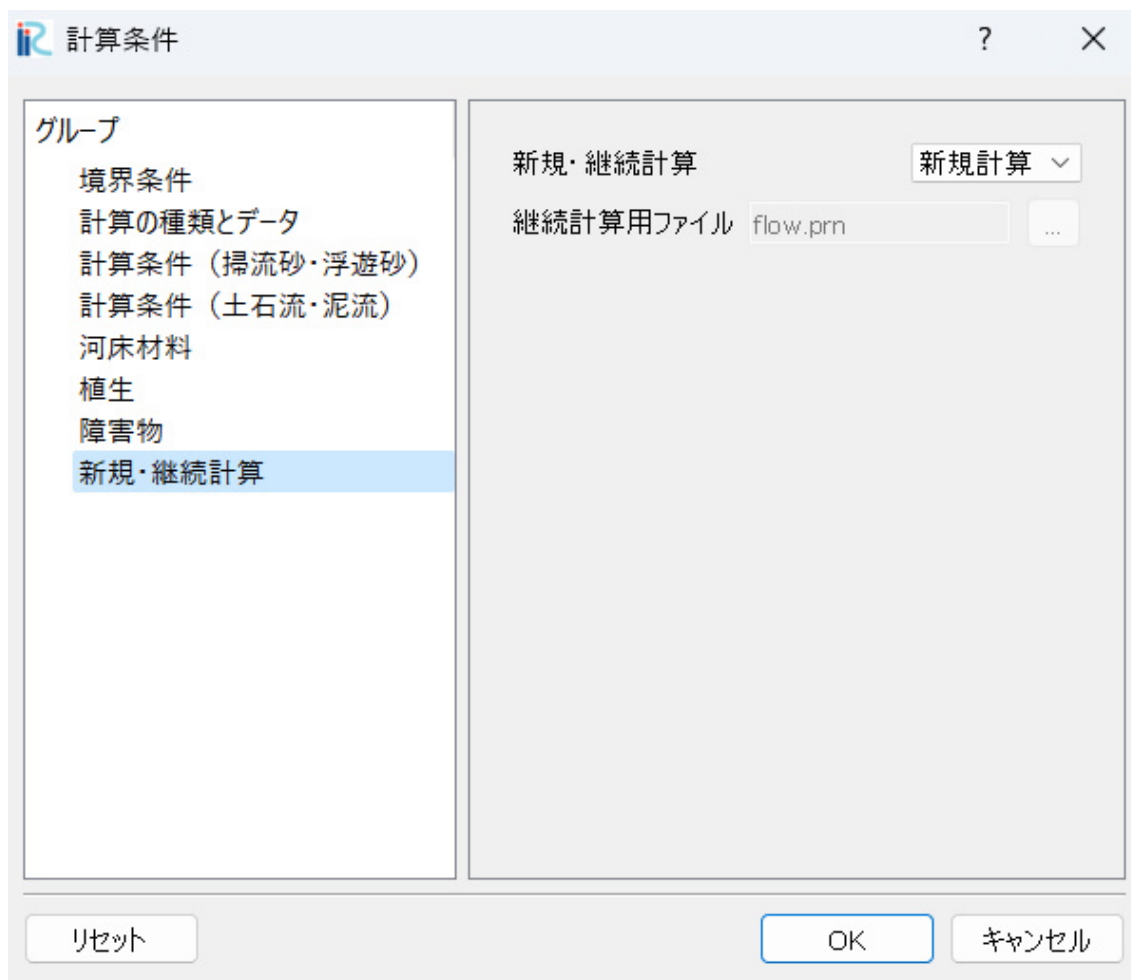 iRC 計算条件 ? ×
グループ
境界条件
計算の種類とデータ
計算条件（掃流砂・浮遊砂）
計算条件（土石流・泥流）
河床材料
植生
障害物
新規・継続計算
新規・継続計算 新規計算
継続計算用ファイル flow.prn ...
リセット OK キャンセル